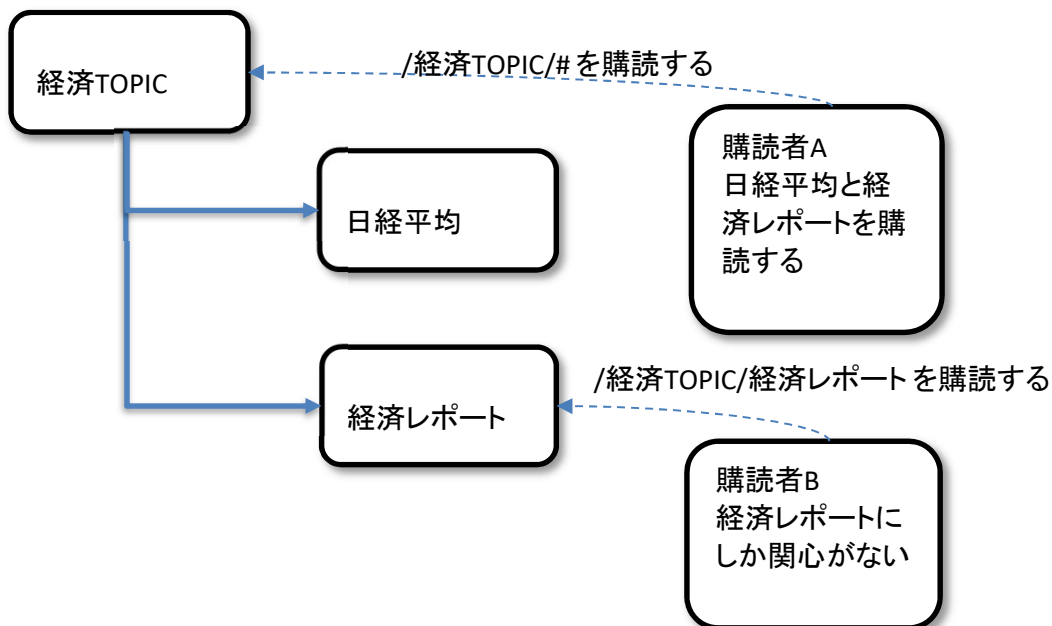 経済TOPIC
/経済TOPIC/# を購読する
購読者A
日経平均と経
済レポートを購
読する
日経平均
/経済TOPIC/経済レポート を購読する
経済レポート
購読者B
経済レポートに
しか関心がない